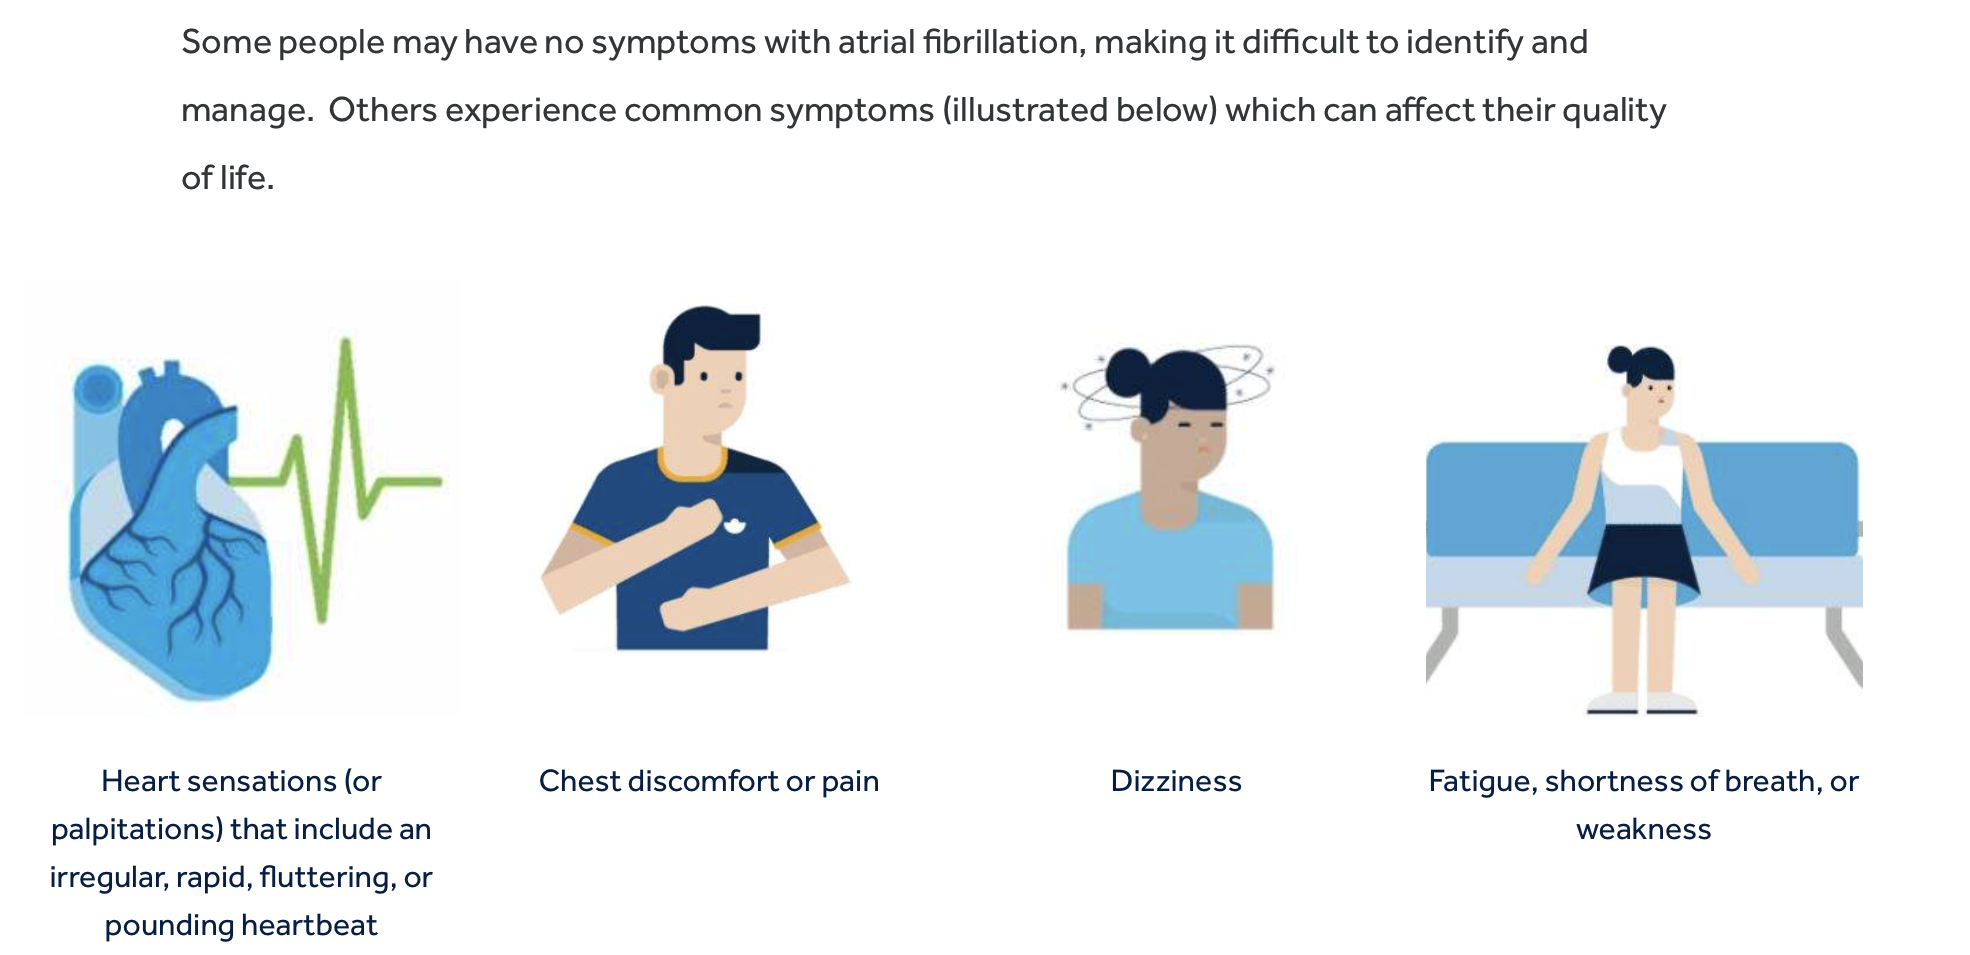 Some people may have no symptoms with atrial fibrillation, making it difficult to identify and
manage.  Others experience common symptoms (illustrated below) which can affect their quality
of life.
Heart sensations (or
palpitations) that include an
irregular, rapid, fluttering, or
pounding heartbeat
Chest discomfort or pain
Dizziness
Fatigue, shortness of breath, or
weakness